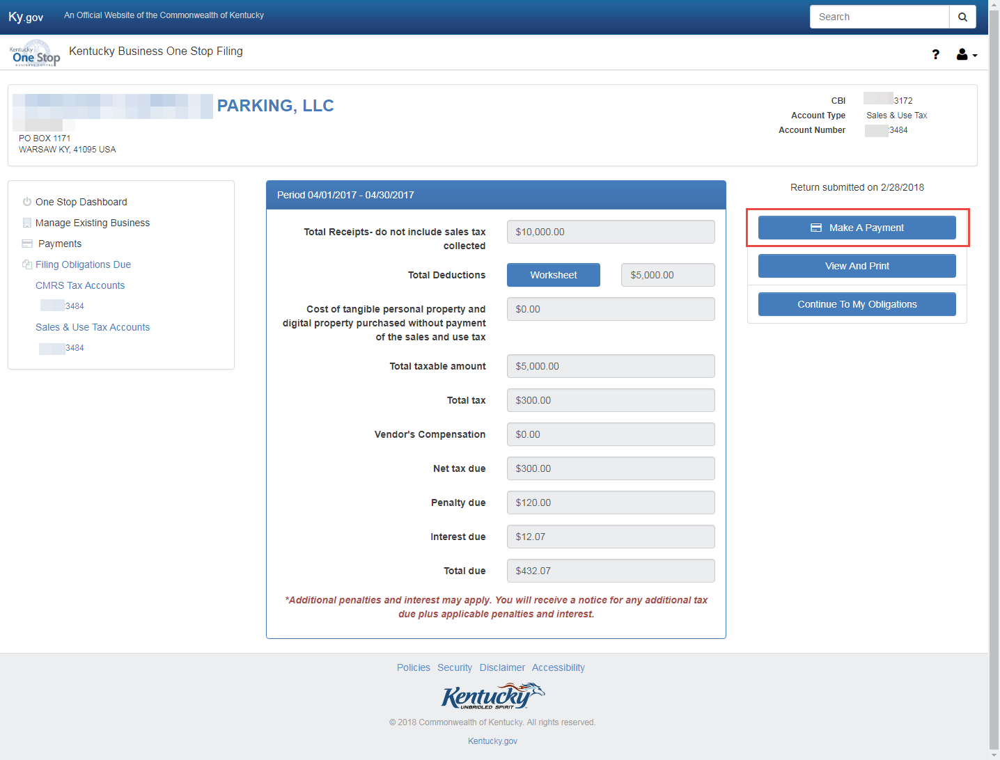 Ky.gov
An Official Website of the Commonwealth of Kentucky
Search
Kentucky
One Stop
BUSINESS PORTAL
Kentucky Business One Stop Filing
?
PARKING, LLC
PO BOX 1171
WARSAW KY, 41095 USA
CBI 3172
Account Type Sales & Use Tax
Account Number 3484
One Stop Dashboard
Manage Existing Business
Payments
Filing Obligations Due
CMRS Tax Accounts
3484
Sales & Use Tax Accounts
3484
Period 04/01/2017 - 04/30/2017
Total Receipts- do not include sales tax
collected
$10,000.00
Total Deductions Worksheet $5,000.00
Cost of tangible personal property and
digital property purchased without payment
of the sales and use tax
$0.00
Total taxable amount $5,000.00
Total tax $300.00
Vendor's Compensation $0.00
Net tax due $300.00
Penalty due $120.00
Interest due $12.07
Total due $432.07
*Additional penalties and interest may apply. You will receive a notice for any additional tax
due plus applicable penalties and interest.
Return submitted on 2/28/2018
Make A Payment
View And Print
Continue To My Obligations
Policies Security Disclaimer Accessibility
Kentucky
UNBRIDLED SPIRIT
© 2018 Commonwealth of Kentucky. All rights reserved.
Kentucky.gov